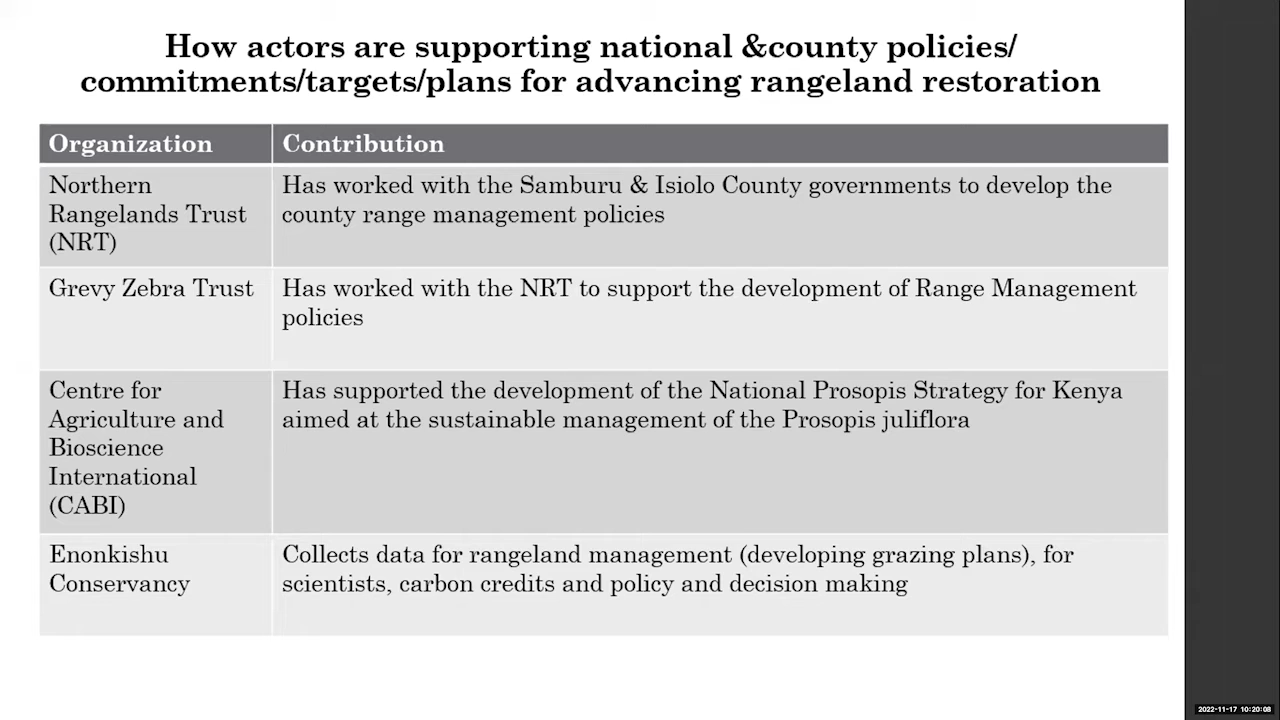 How actors are supporting national &county policies/
commitments/targets/plans for advancing rangeland restoration
Organization
Contribution
Northern
Rangelands Trust
(NRT)
Has worked with the Samburu & Isiolo County governments to develop the
county range management policies
Grevy Zebra Trust
Has worked with the NRT to support the development of Range Management
policies
Centre for
Agriculture and
Bioscience
International
(CABI)
Has supported the development of the National Prosopis Strategy for Kenya
aimed at the sustainable management of the Prosopis juliflora
Enonkishu
Conservancy
Collects data for rangeland management (developing grazing plans), for
scientists, carbon credits and policy and decision making
2022-11-17 10:20:08